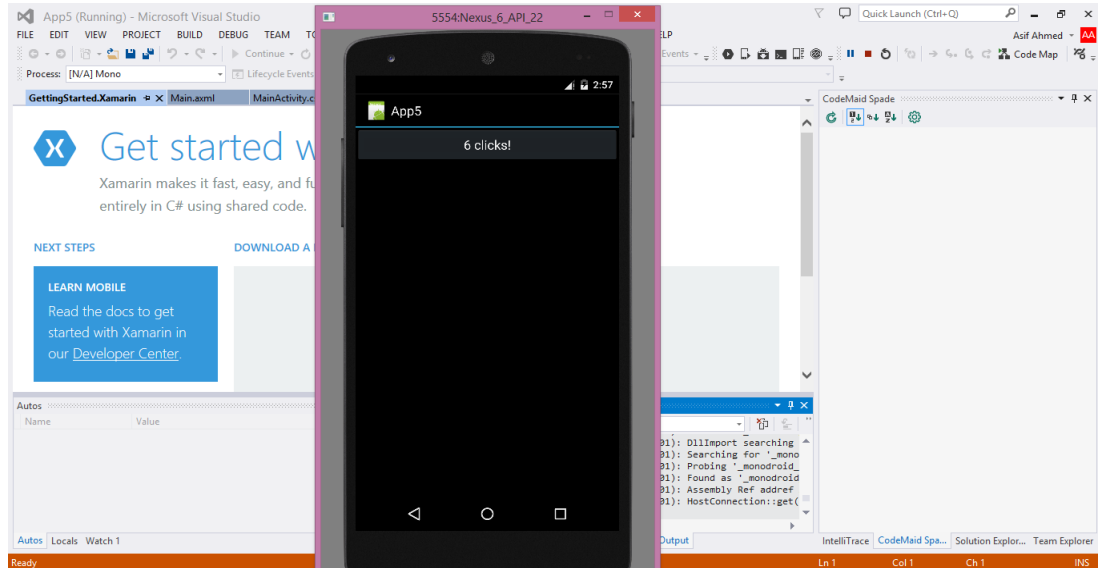 App5 (Running) - Microsoft Visual Studio
Quick Launch (Ctrl+Q)
FILE EDIT VIEW PROJECT BUILD DEBUG TEAM
Asif Ahmed AA
Continue
Events
Code Map
Process: [N/A] Mono
Lifecycle Events
GettingStarted.Xamarin Main.axml MainActivity.c
Get started w
Xamarin makes it fast, easy, and fu
entirely in C# using shared code.
NEXT STEPS
DOWNLOAD A
LEARN MOBILE
Read the docs to get
started with Xamarin in
our Developer Center.
5554:Nexus_6_API_22
2:57
App5
6 clicks!
CodeMaid Spade
Autos
Name Value
01): DllImport searching
01): Searching for '_mono
01): Probing '_monodroid_
01): Found as '_monodroid
01): Assembly Ref addref
01): HostConnection::get(
Autos Locals Watch 1
Output
IntelliTrace CodeMaid Spa... Solution Explor... Team Explorer
Ready
Ln 1 Col 1 Ch 1 INS